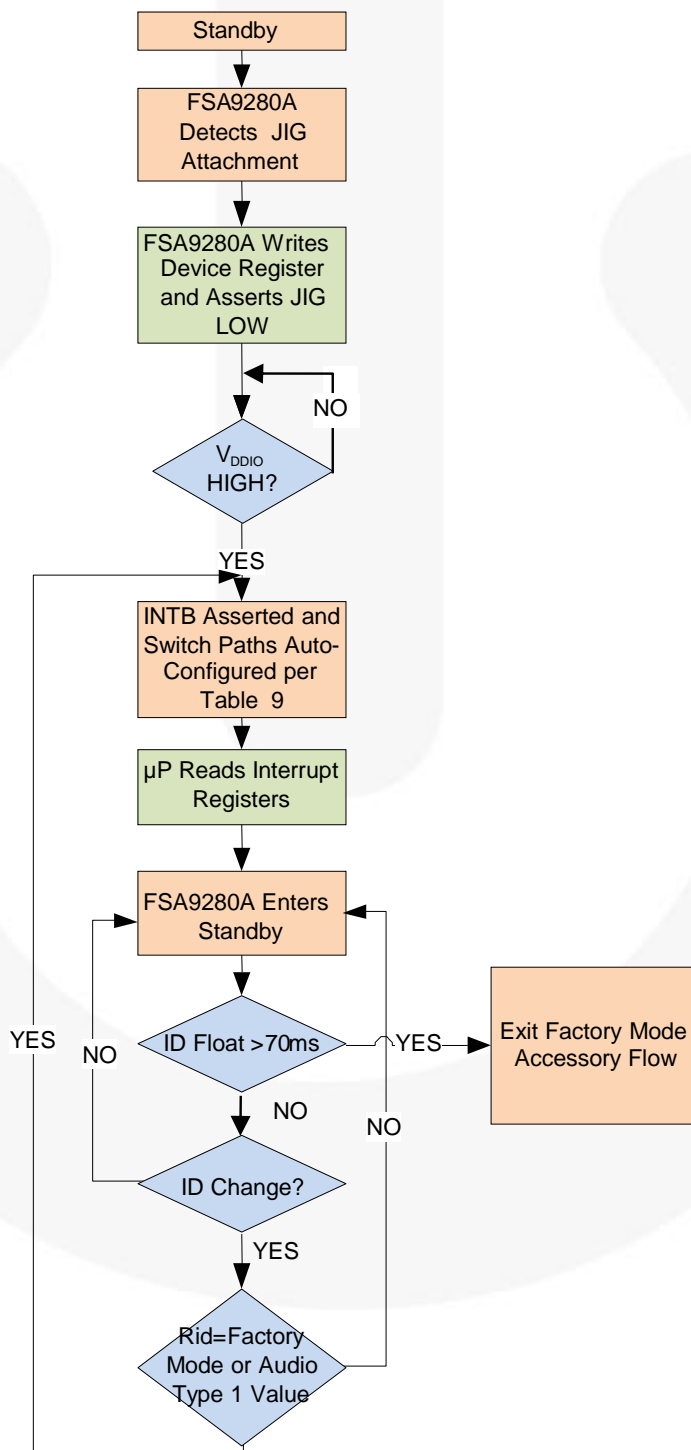 Standby
FSA9280A
Detects JIG
Attachment
FSA9280A Writes
Device Register
and Asserts JIG
LOW
NO
VDDIO
HIGH?
YES
INTB Asserted and
Switch Paths Auto-
Configured per
Table 9
µP Reads Interrupt
Registers
FSA9280A Enters
Standby
ID Float >70ms
YES
Exit Factory Mode
Accessory Flow
YES
NO
NO
NO
ID Change?
YES
Rid=Factory
Mode or Audio
Type 1 Value